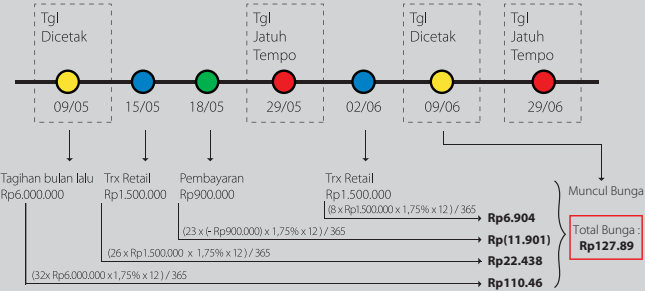 Tgl
Dicetak
Tgl
Jatuh
Tempo
Tgl
Dicetak
Tgl
Jatuh
Tempo
09/05
15/05
18/05
29/05
02/06
09/06
29/06
Tagihan bulan lalu
Rp6.000.000
Trx Retail
Rp1.500.000
Pembayaran
Rp900.000
Trx Retail
Rp1.500.000
Muncul Bunga
(8 x Rp1.500.000 x 1,75% x 12 ) / 365
Rp6.904
(23 x (- Rp900.000) x 1,75% x 12 ) / 365
Rp(11.901)
(26 x Rp1.500.000 x 1,75% x 12 ) / 365
Rp22.438
(32x Rp6.000.000 x1,75% x 12 ) / 365
Rp110.46
Total Bunga :
Rp127.89